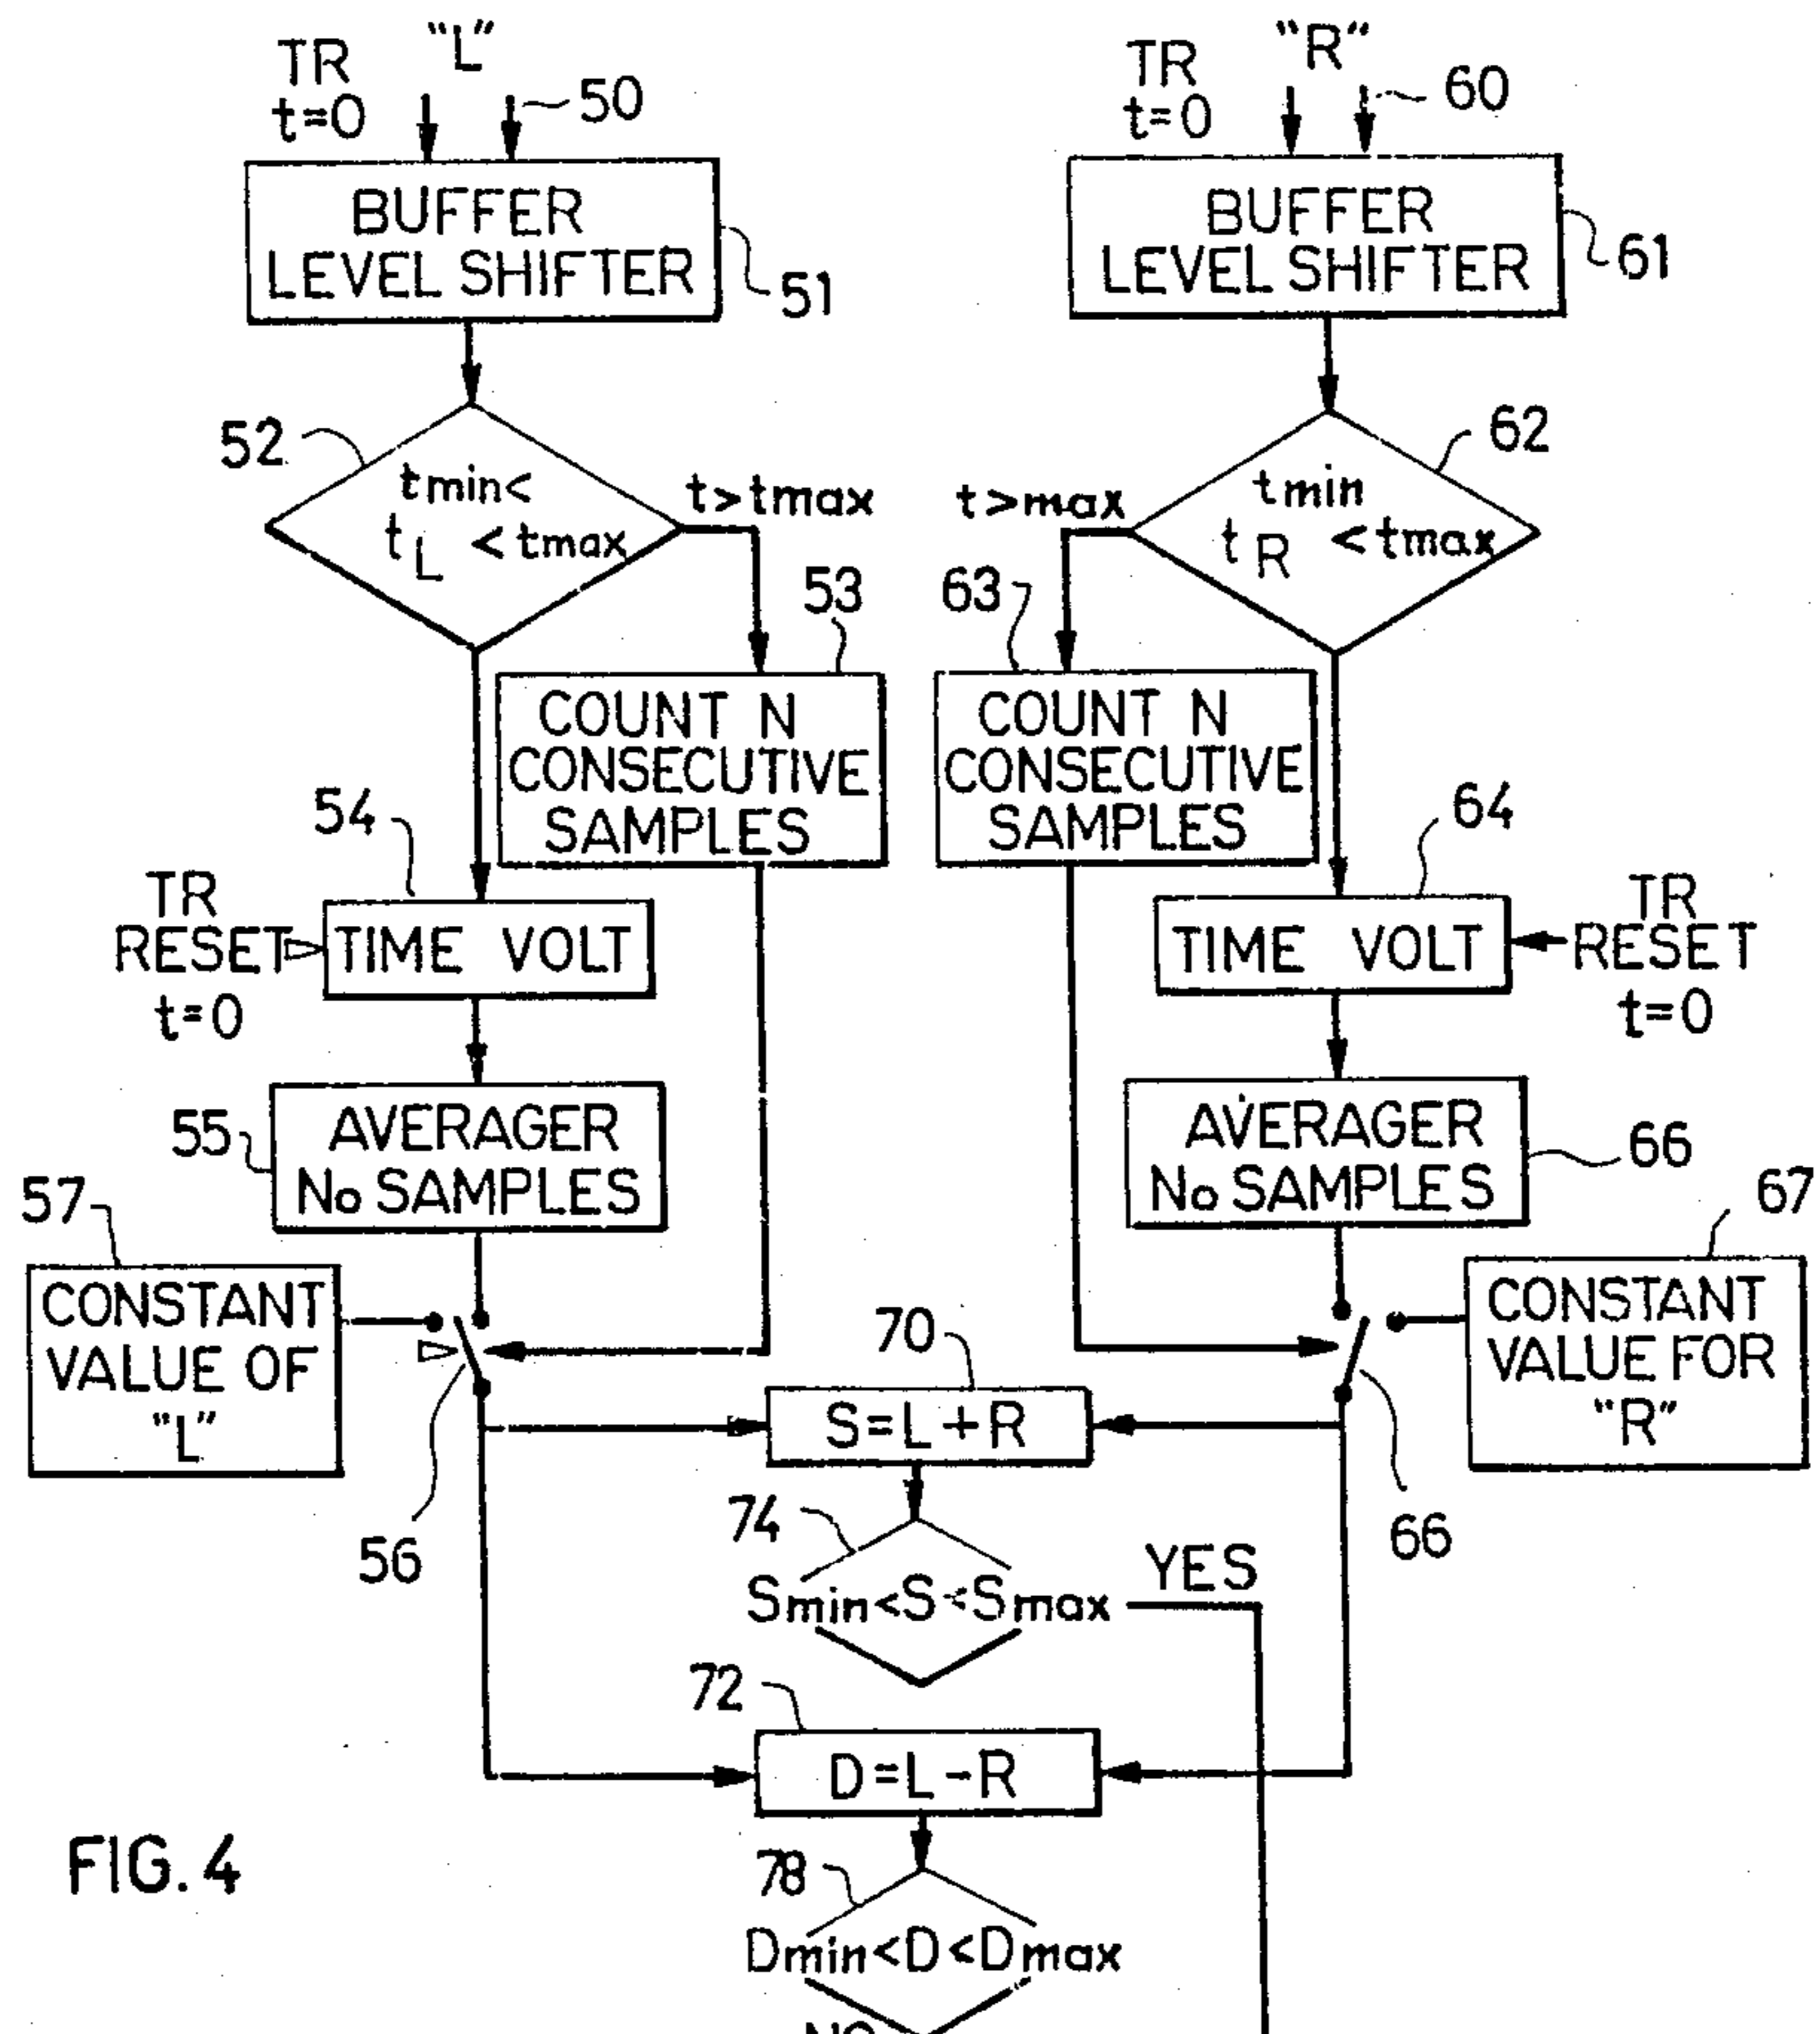 TR "L"
t=0
50
TR "R"
t=0
60
BUFFER
LEVEL SHIFTER
51
BUFFER
LEVEL SHIFTER
61
52
tmin<
tL <tmax
t>tmax
t>max
tmin
tR <tmax
62
53
63
COUNT N
CONSECUTIVE
SAMPLES
COUNT N
CONSECUTIVE
SAMPLES
54
64
TR
RESET
t=0
TIME VOLT
TIME VOLT
TR
RESET
t=0
55
AVERAGER
No SAMPLES
AVERAGER
No SAMPLES
66
57
67
CONSTANT
VALUE OF
"L"
CONSTANT
VALUE FOR
"R"
56
66
70
S=L+R
74
Smin<S<Smax
YES
72
D=L-R
78
Dmin<D<Dmax
NO
FIG. 4